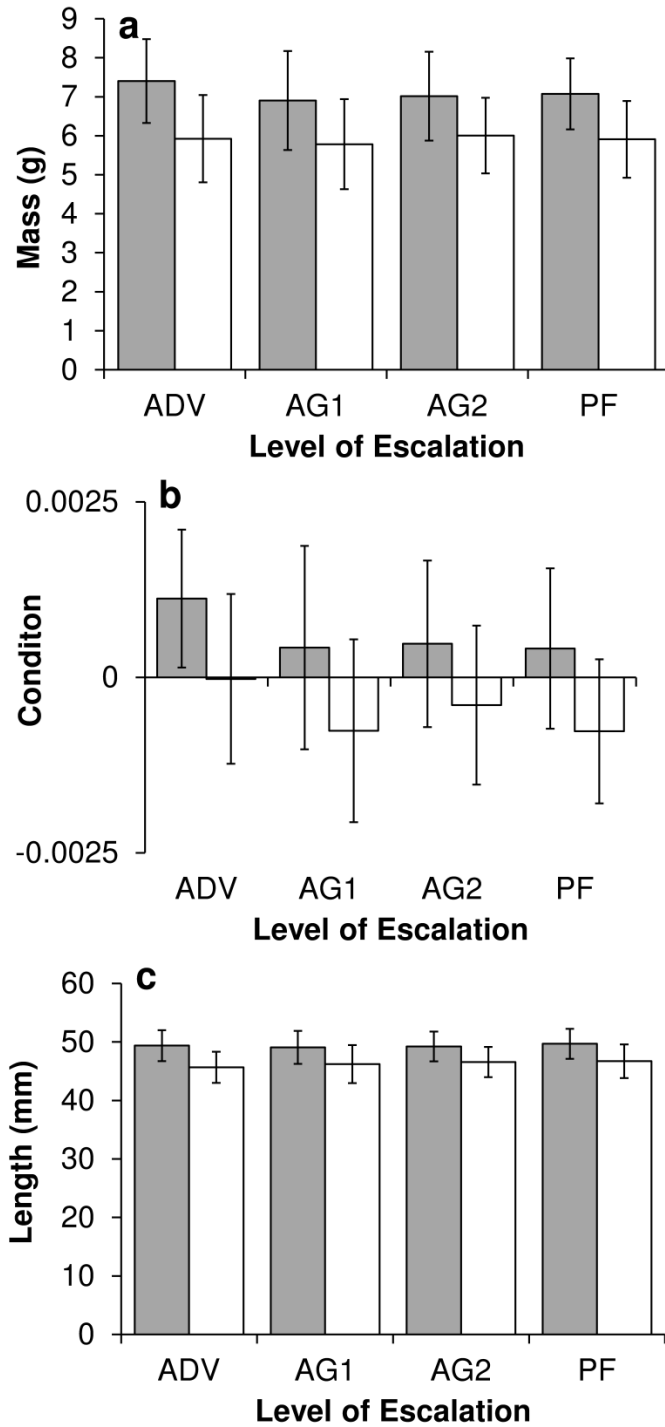 a
9
8
7
6
5
4
3
2
1
0
Mass (g)
ADV AG1 AG2 PF
Level of Escalation
b
0.0025
0
-0.0025
Conditon
ADV AG1 AG2 PF
Level of Escalation
c
60
50
40
30
20
10
0
Length (mm)
ADV AG1 AG2 PF
Level of Escalation